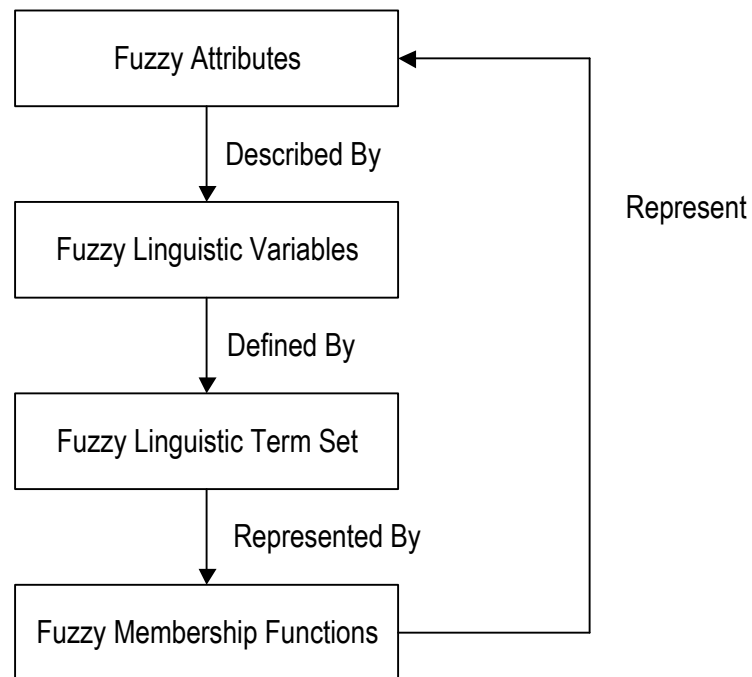 Fuzzy Attributes
Described By
Represent
Fuzzy Linguistic Variables
Defined By
Fuzzy Linguistic Term Set
Represented By
Fuzzy Membership Functions